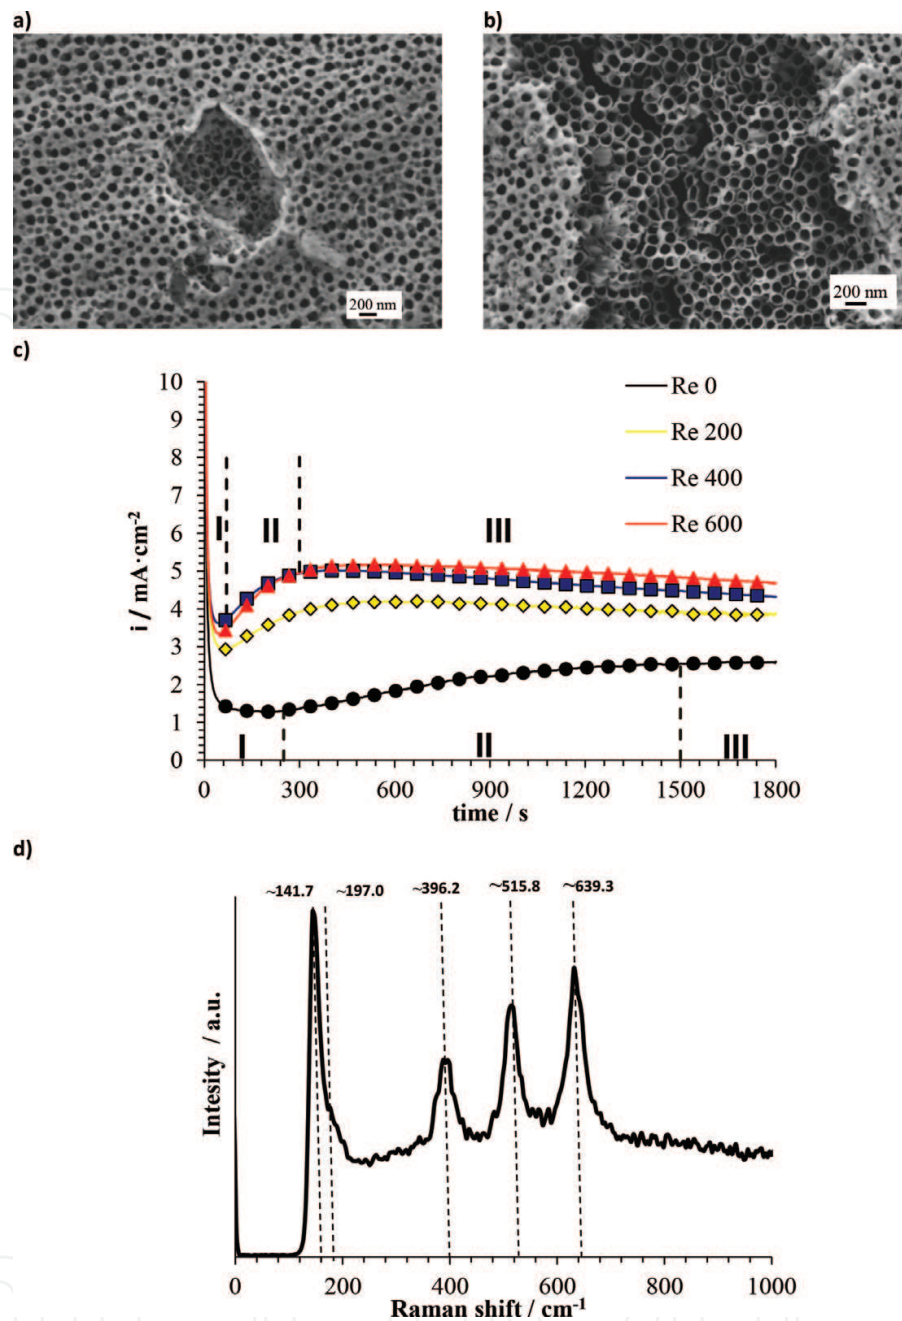 a)
b)
200 nm
200 nm
c)
10
9
8
7
6
5
4
3
2
1
0
i / mA·cm-2
I
II
III
I
II
III
Re 0
Re 200
Re 400
Re 600
0
300
600
900
1200
1500
1800
time / s
d)
~141.7
~197.0
~396.2
~515.8
~639.3
Intesity / a.u.
0
200
400
600
800
1000
Raman shift / cm-1